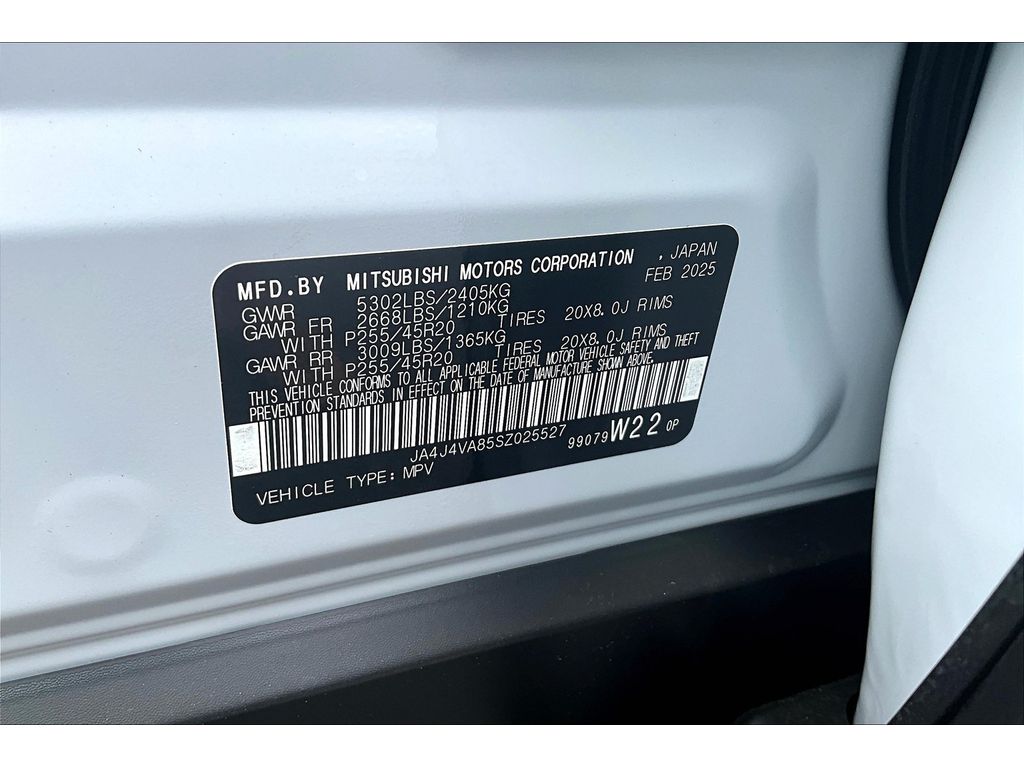 MFD.BY MITSUBISHI MOTORS CORPORATION , JAPAN
GVWR 5302LBS/2405KG FEB 2025
GAWR FR 2668LBS/1210KG
WITH P255/45R20 TIRES 20X8.0J RIMS
GAWR RR 3009LBS/1365KG
WITH P255/45R20 TIRES 20X8.0J RIMS
THIS VEHICLE CONFORMS TO ALL APPLICABLE FEDERAL MOTOR VEHICLE SAFETY AND THEFT
PREVENTION STANDARDS IN EFFECT ON THE DATE OF MANUFACTURE SHOWN ABOVE.
JA4J4VA85SZ025527 99079 W22 0P
VEHICLE TYPE: MPV